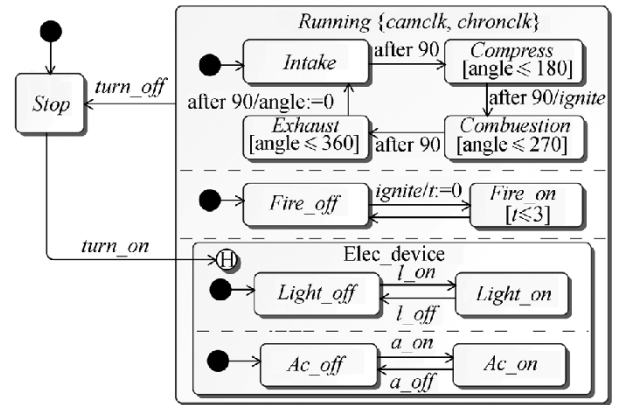 Running {camclk, chronclk}
Intake
after 90
Compress
[angle⩽180]
Stop
turn_off
after 90/angle:=0
after 90/ignite
Exhaust
[angle⩽360]
after 90
Combuestion
[angle⩽270]
Fire_off
ignite/t:=0
Fire_on
[t⩽3]
turn_on
H
Elec_device
Light_off
l_on
l_off
Light_on
Ac_off
a_on
a_off
Ac_on